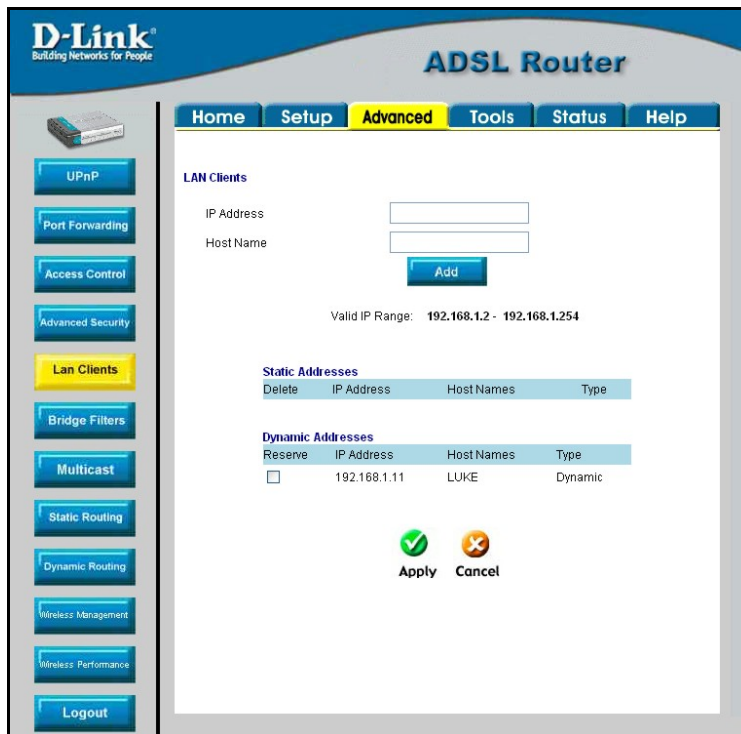 D-Link®
Building Networks for People
ADSL Router
Home Setup Advanced Tools Status Help
UPnP
Port Forwarding
Access Control
Advanced Security
Lan Clients
Bridge Filters
Multicast
Static Routing
Dynamic Routing
Wireless Management
Wireless Performance
Logout
LAN Clients
IP Address
Host Name
Add
Valid IP Range: 192.168.1.2 - 192.168.1.254
Static Addresses
Delete IP Address Host Names Type
Dynamic Addresses
Reserve IP Address Host Names Type
192.168.1.11 LUKE Dynamic
Apply Cancel